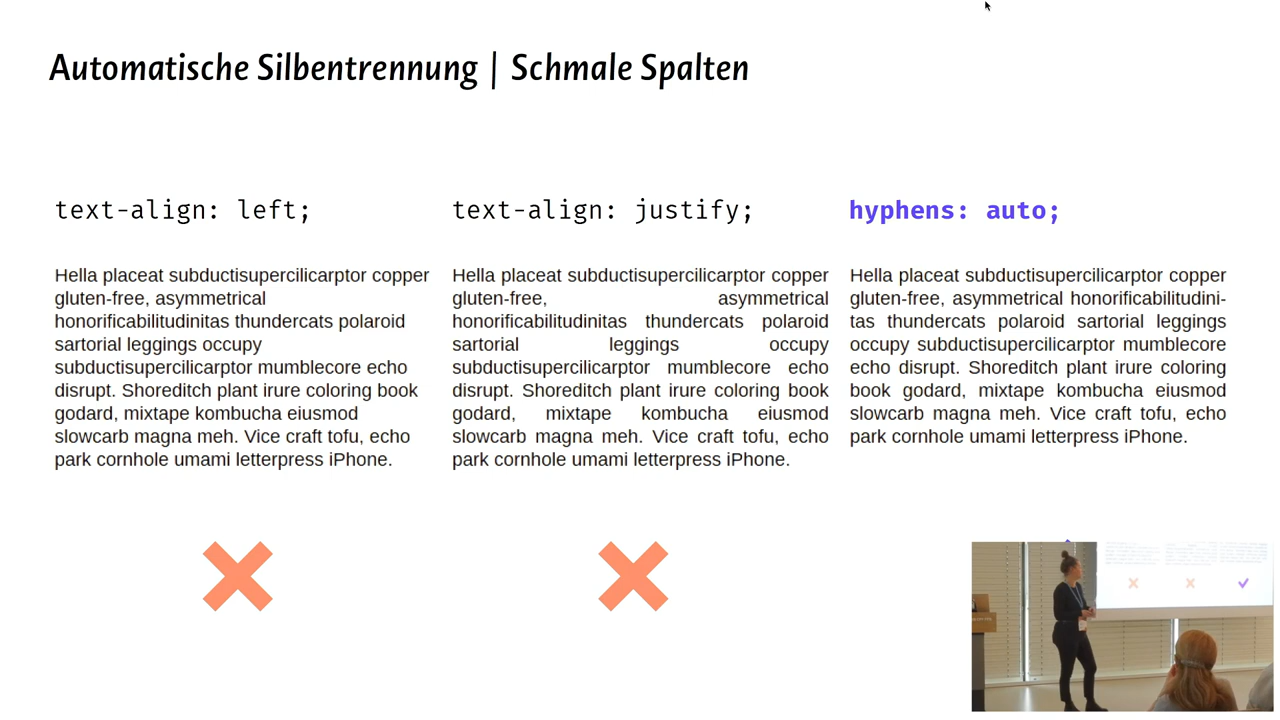 Automatische Silbentrennung | Schmale Spalten
text-align: left;
Hella placeat subductisupercilicarptor copper
gluten-free, asymmetrical
honorificabilitudinitas thundercats polaroid
sartorial leggings occupy
subductisupercilicarptor mumblecore echo
disrupt. Shoreditch plant irure coloring book
godard, mixtape kombucha eiusmod
slowcarb magna meh. Vice craft tofu, echo
park cornhole umami letterpress iPhone.
text-align: justify;
Hella placeat subductisupercilicarptor copper
gluten-free, asymmetrical
honorificabilitudinitas thundercats polaroid
sartorial leggings occupy
subductisupercilicarptor mumblecore echo
disrupt. Shoreditch plant irure coloring book
godard, mixtape kombucha eiusmod
slowcarb magna meh. Vice craft tofu, echo
park cornhole umami letterpress iPhone.
hyphens: auto;
Hella placeat subductisupercilicarptor copper
gluten-free, asymmetrical honorificabilitudini-
tas thundercats polaroid sartorial leggings
occupy subductisupercilicarptor mumblecore
echo disrupt. Shoreditch plant irure coloring
book godard, mixtape kombucha eiusmod
slowcarb magna meh. Vice craft tofu, echo
park cornhole umami letterpress iPhone.